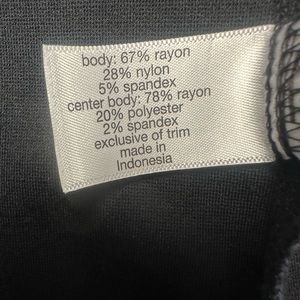 body: 67% rayon
28% nylon
5% spandex
center body: 78% rayon
20% polyester
2% spandex
exclusive of trim
made in
Indonesia